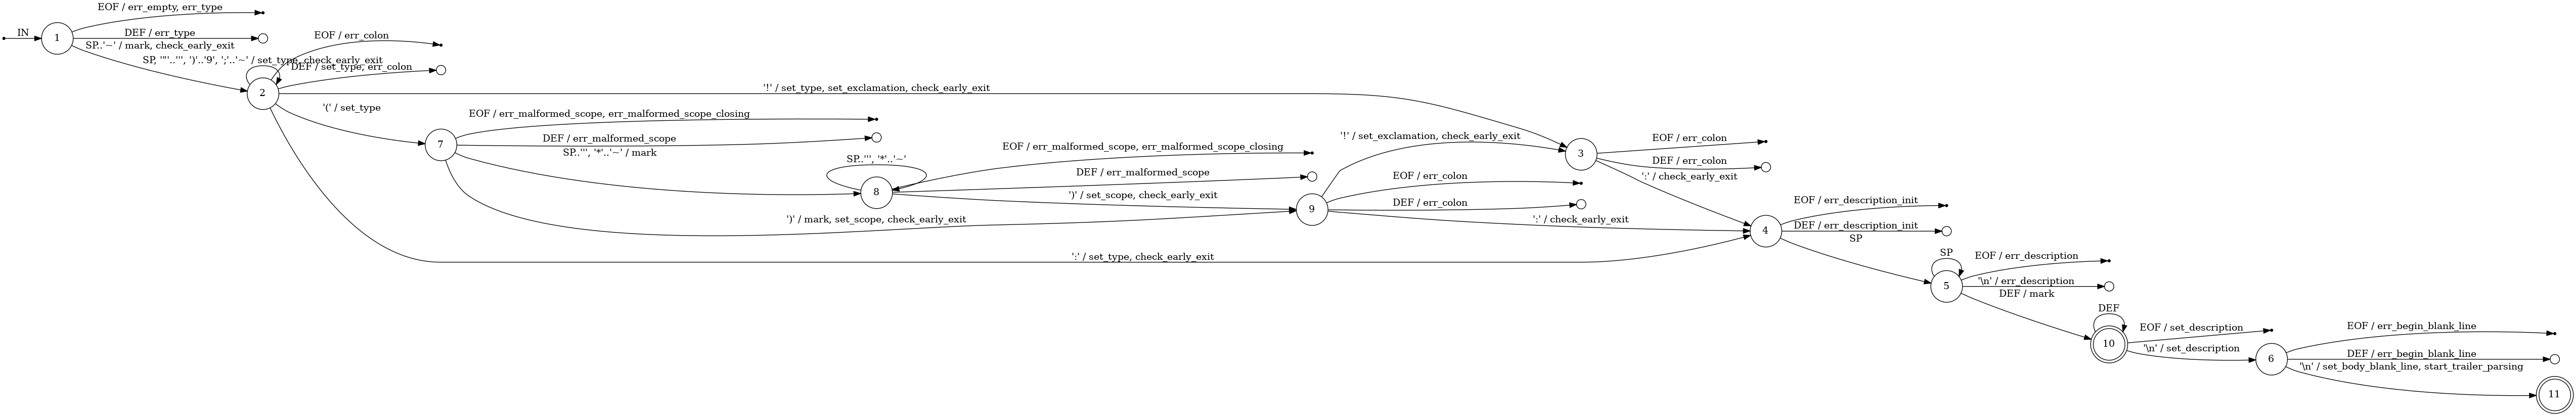 IN
1
EOF / err_empty, err_type
DEF / err_type
SP..'~' / mark, check_early_exit
2
SP, '"'..''', ')'..'9', ';'..'~' / set_type, check_early_exit
EOF / err_colon
DEF / set_type, err_colon
'!' / set_type, set_exclamation, check_early_exit
'(' / set_type
':' / set_type, check_early_exit
7
EOF / err_malformed_scope, err_malformed_scope_closing
DEF / err_malformed_scope
SP..''', '*'..'~' / mark
')' / mark, set_scope, check_early_exit
8
SP..''', '*'..'~'
EOF / err_malformed_scope, err_malformed_scope_closing
DEF / err_malformed_scope
')' / set_scope, check_early_exit
9
'!' / set_exclamation, check_early_exit
EOF / err_colon
DEF / err_colon
':' / check_early_exit
3
EOF / err_colon
DEF / err_colon
':' / check_early_exit
4
EOF / err_description_init
DEF / err_description_init
SP
5
SP
EOF / err_description
'\n' / err_description
DEF / mark
10
DEF
EOF / set_description
'\n' / set_description
6
EOF / err_begin_blank_line
DEF / err_begin_blank_line
'\n' / set_body_blank_line, start_trailer_parsing
11